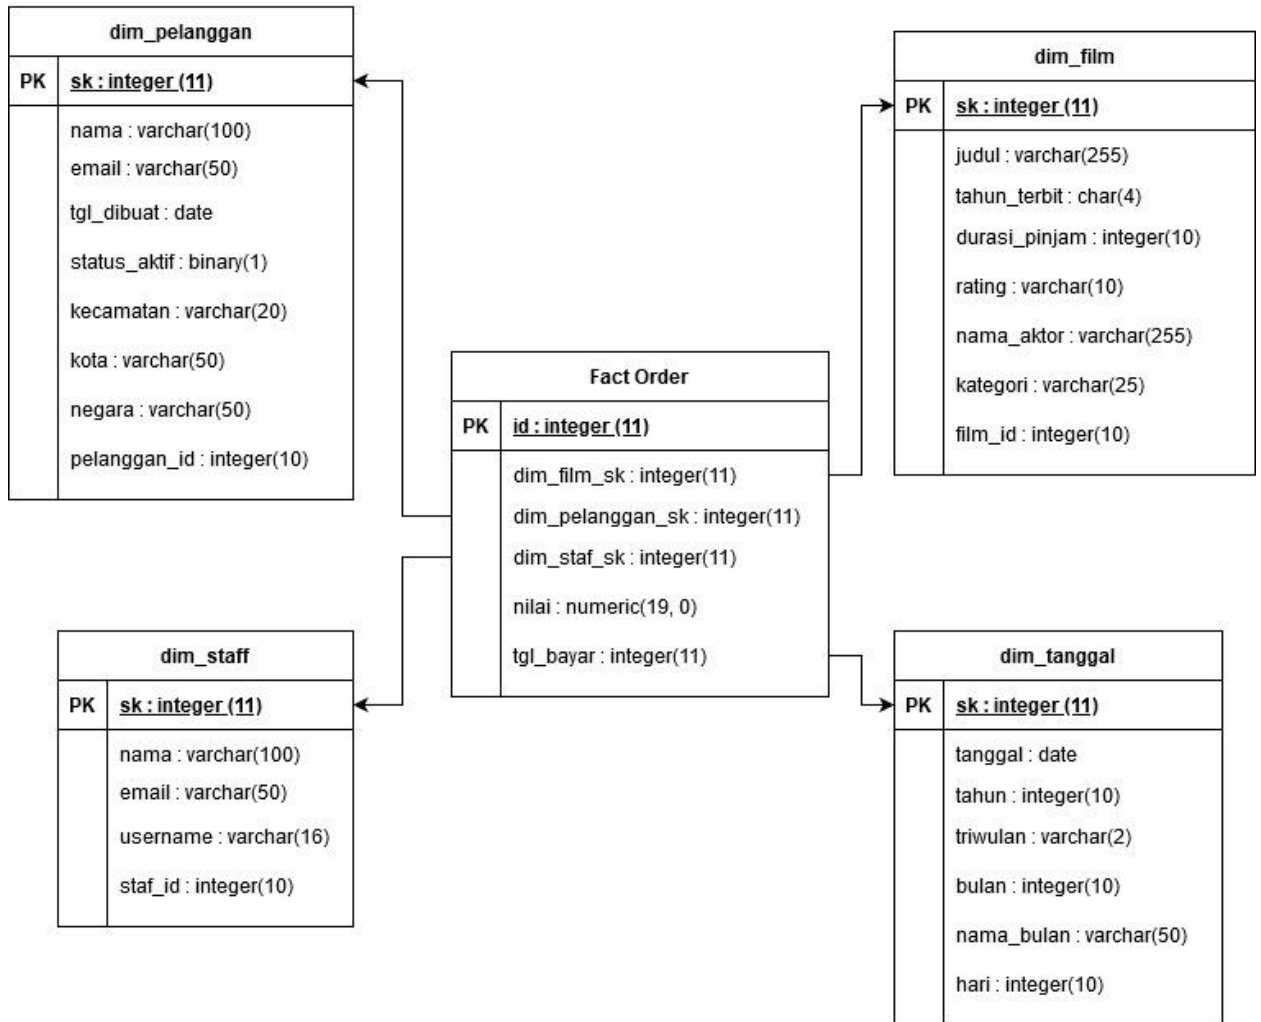 dim_pelanggan
PK sk : integer (11)
nama : varchar(100)
email : varchar(50)
tgl_dibuat : date
status_aktif : binary(1)
kecamatan : varchar(20)
kota : varchar(50)
negara : varchar(50)
pelanggan_id : integer(10)
dim_film
PK sk : integer (11)
judul : varchar(255)
tahun_terbit : char(4)
durasi_pinjam : integer(10)
rating : varchar(10)
nama_aktor : varchar(255)
kategori : varchar(25)
film_id : integer(10)
Fact Order
PK id : integer (11)
dim_film_sk : integer(11)
dim_pelanggan_sk : integer(11)
dim_staf_sk : integer(11)
nilai : numeric(19, 0)
tgl_bayar : integer(11)
dim_staff
PK sk : integer (11)
nama : varchar(100)
email : varchar(50)
username : varchar(16)
staf_id : integer(10)
dim_tanggal
PK sk : integer (11)
tanggal : date
tahun : integer(10)
triwulan : varchar(2)
bulan : integer(10)
nama_bulan : varchar(50)
hari : integer(10)